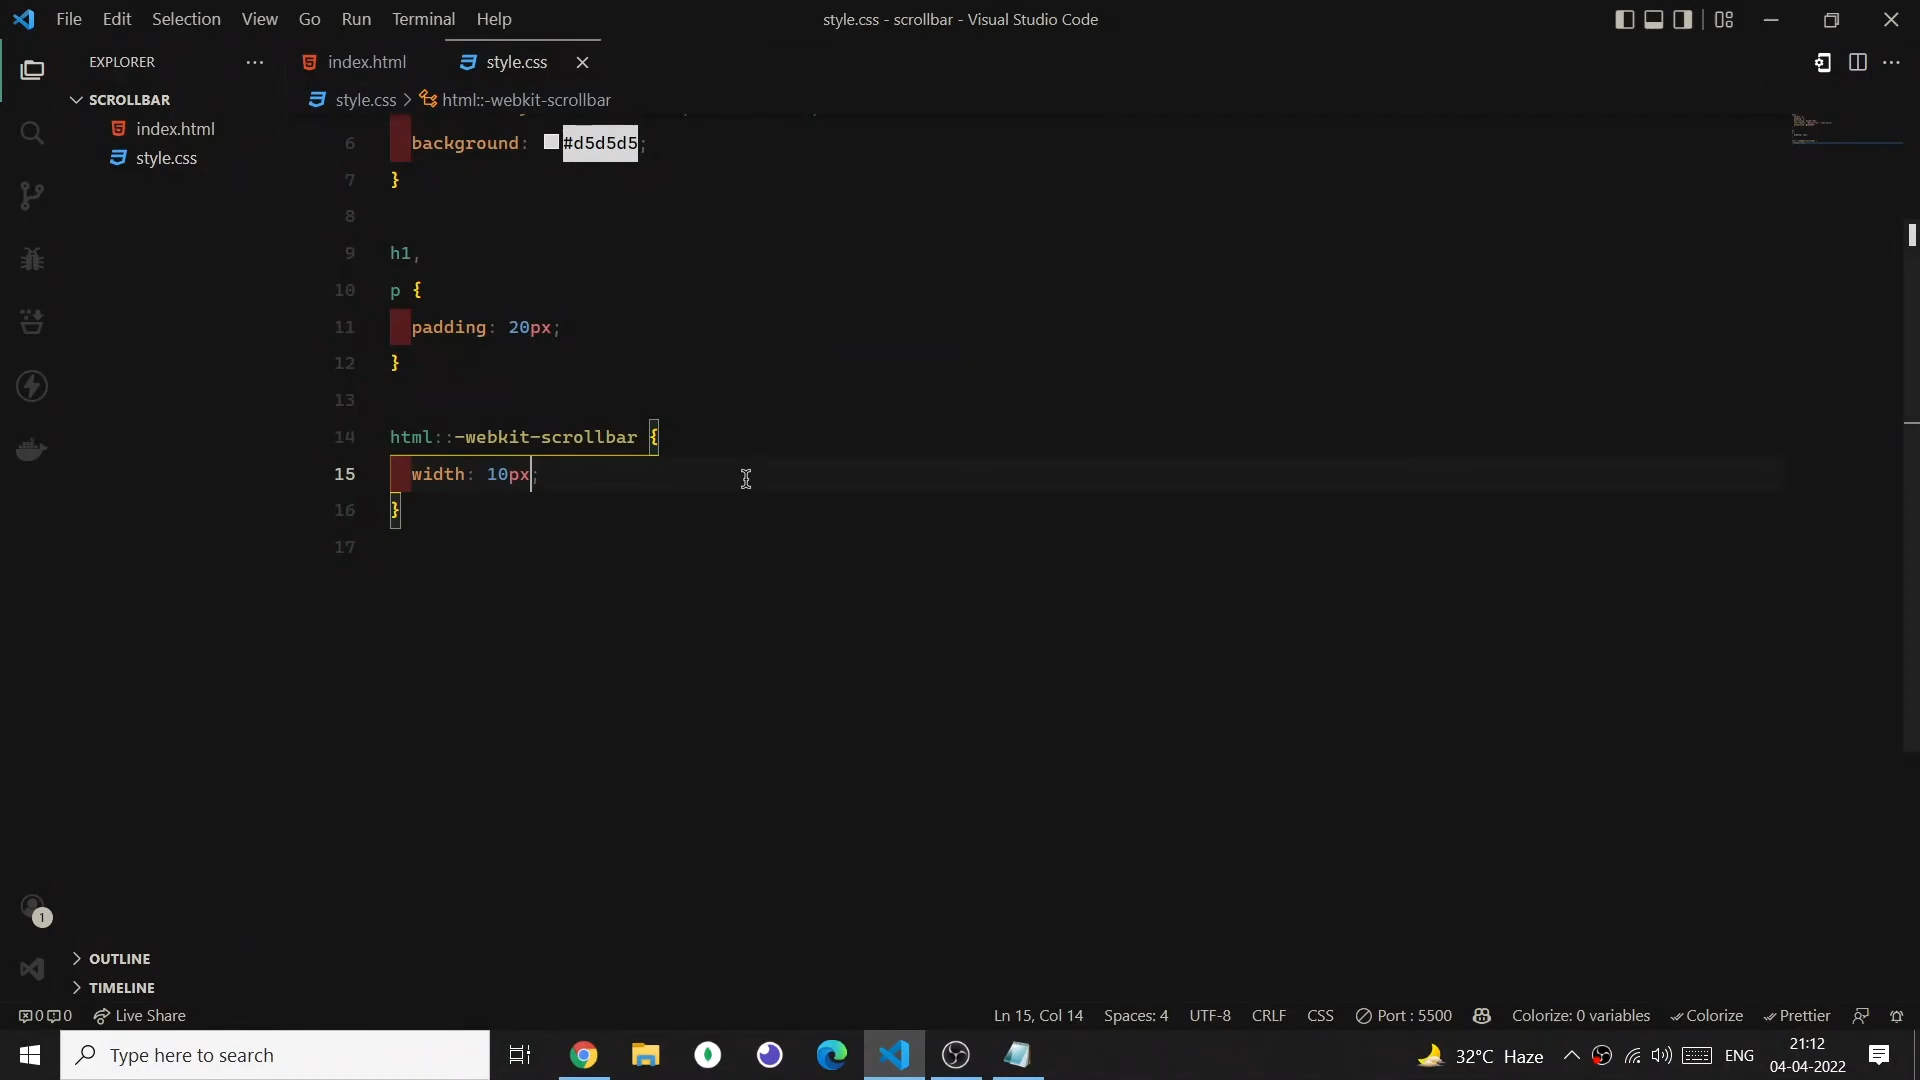 File Edit Selection View Go Run Terminal Help
style.css - scrollbar - Visual Studio Code
EXPLORER
index.html
style.css
SCROLLBAR
style.css > html::-webkit-scrollbar
index.html
style.css
6 background: #d5d5d5;
7 }
8
9 h1,
10 p {
11 padding: 20px;
12 }
13
14 html::-webkit-scrollbar {
15 width: 10px;
16 }
17
1
OUTLINE
TIMELINE
0 0 Live Share
Ln 15, Col 14 Spaces: 4 UTF-8 CRLF CSS Port : 5500 Colorize: 0 variables Colorize Prettier
Type here to search
32°C Haze
ENG
21:12
04-04-2022